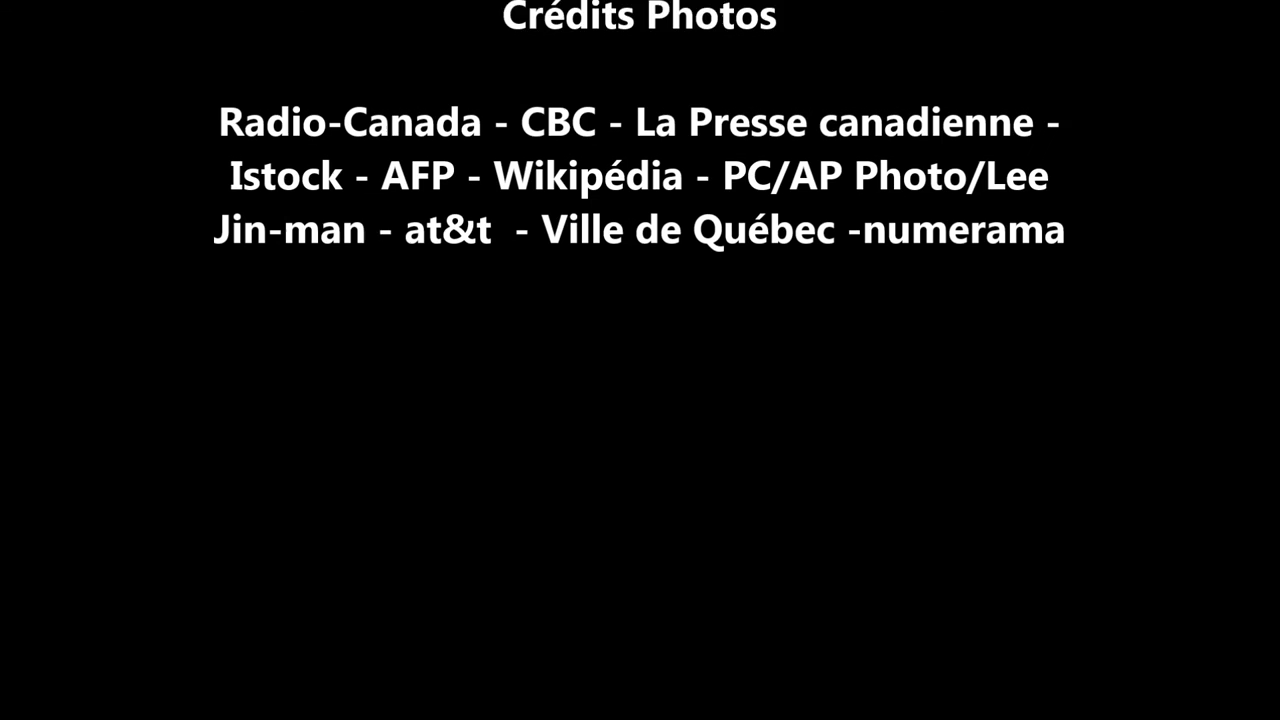 Crédits Photos
Radio-Canada - CBC - La Presse canadienne -
Istock - AFP - Wikipédia - PC/AP Photo/Lee
Jin-man - at&t  - Ville de Québec -numerama